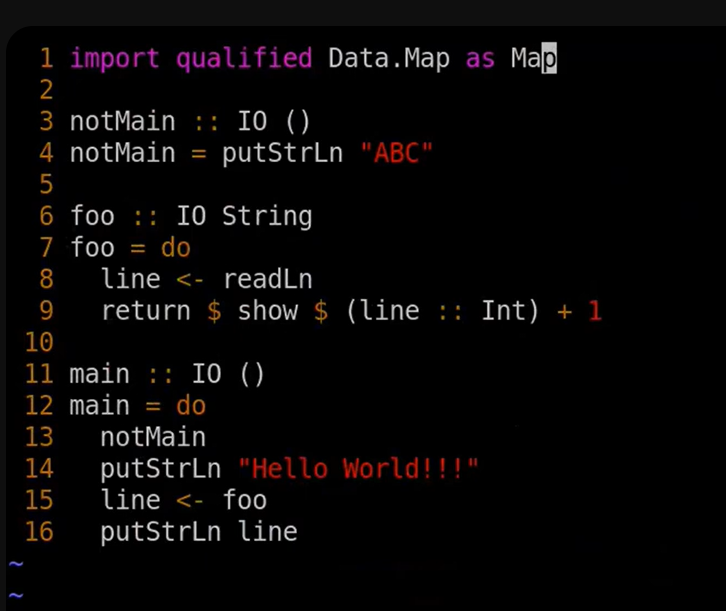 1 import qualified Data.Map as Map
2
3 notMain :: IO ()
4 notMain = putStrLn "ABC"
5
6 foo :: IO String
7 foo = do
8   line <- readLn
9   return $ show $ (line :: Int) + 1
10
11 main :: IO ()
12 main = do
13   notMain
14   putStrLn "Hello World!!!"
15   line <- foo
16   putStrLn line
~
~